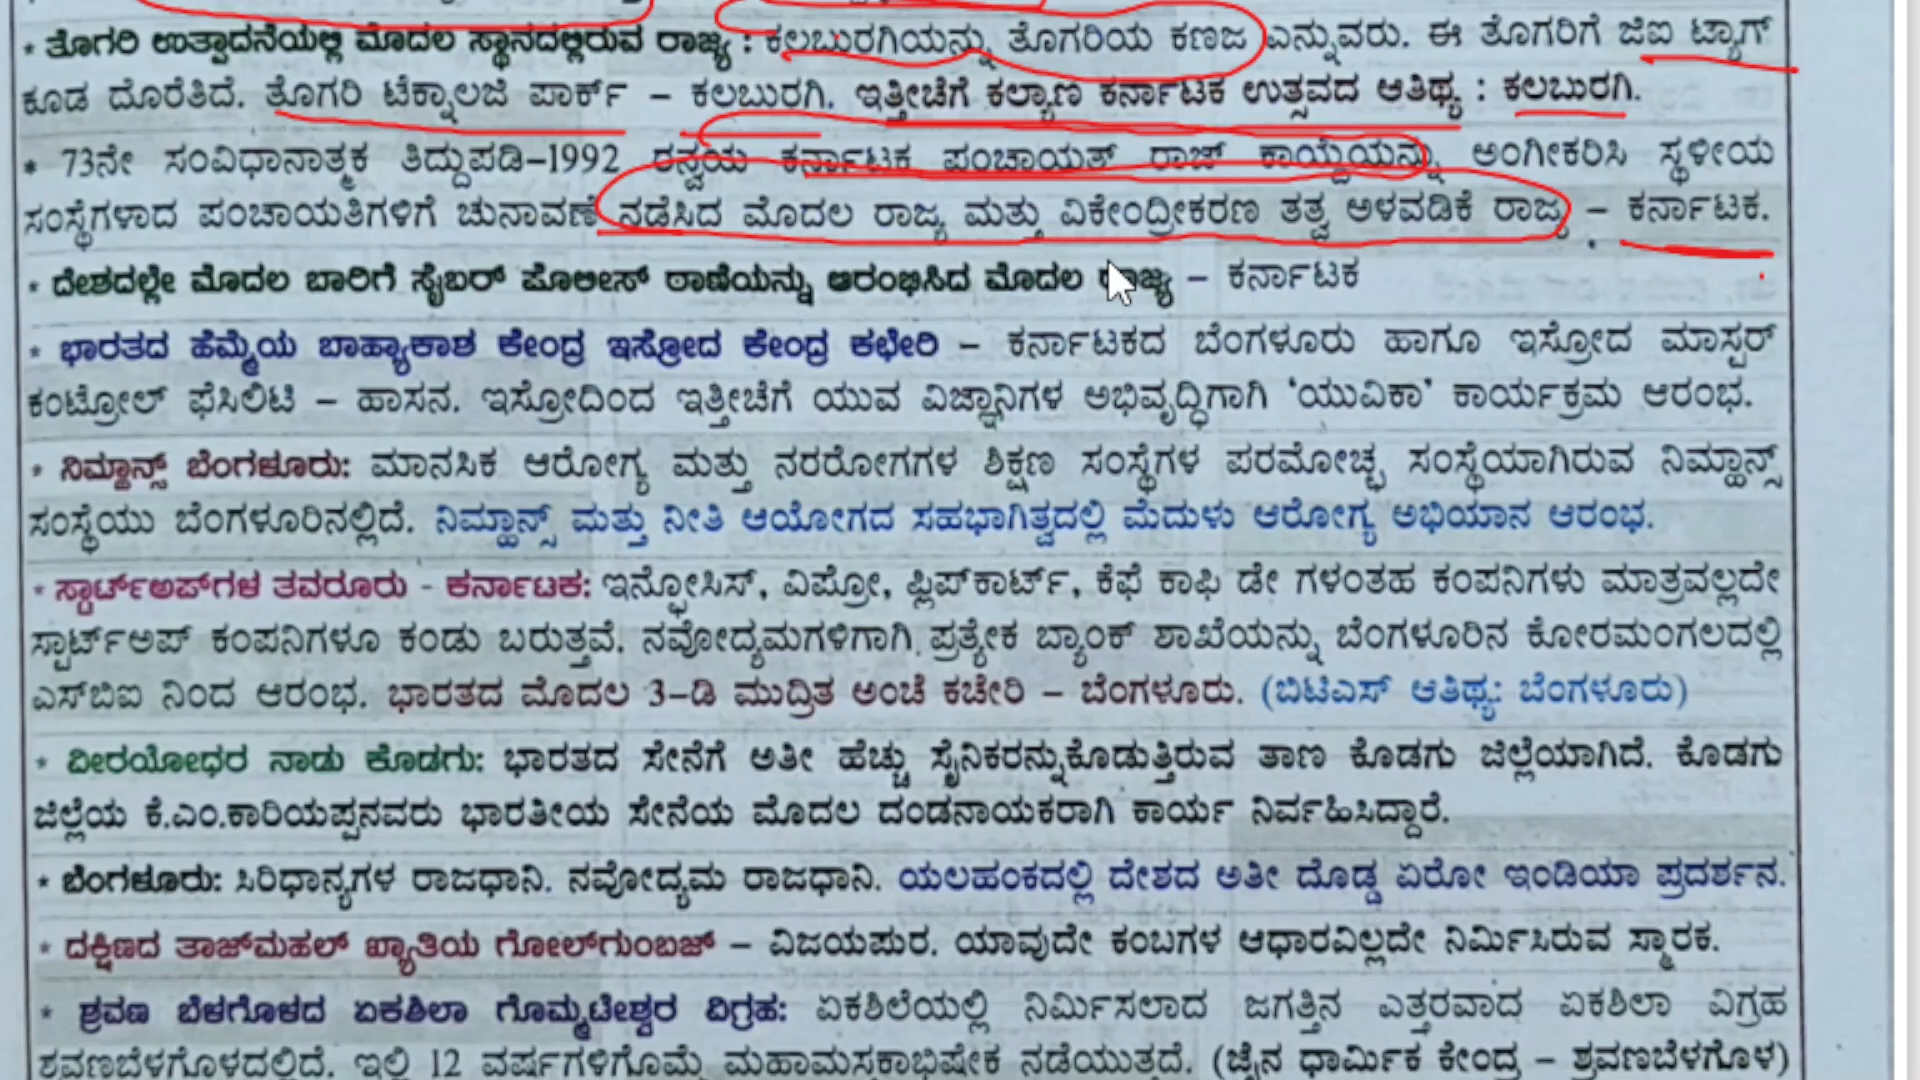 * ತೊಗರಿ ಉತ್ಪಾದನೆಯಲ್ಲಿ ಮೊದಲ ಸ್ಥಾನದಲ್ಲಿರುವ ರಾಜ್ಯ : ಕಲಬುರಗಿಯನ್ನು ತೊಗರಿಯ ಕಣಜ ಎನ್ನುವರು. ಈ ತೊಗರಿಗೆ ಜಿಐ ಟ್ಯಾಗ್
ಕೂಡ ದೊರೆತಿದೆ. ತೊಗರಿ ಟೆಕ್ನಾಲಜಿ ಪಾರ್ಕ್ – ಕಲಬುರಗಿ. ಇತ್ತೀಚೆಗೆ ಕಲ್ಯಾಣ ಕರ್ನಾಟಕ ಉತ್ಸವದ ಆತಿಥ್ಯ : ಕಲಬುರಗಿ.
* 73ನೇ ಸಂವಿಧಾನಾತ್ಮಕ ತಿದ್ದುಪಡಿ–1992 ರನ್ವಯ ಕರ್ನಾಟಕ ಪಂಚಾಯತ್ ರಾಜ್ ಕಾಯ್ದೆಯನ್ನು ಅಂಗೀಕರಿಸಿ ಸ್ಥಳೀಯ
ಸಂಸ್ಥೆಗಳಾದ ಪಂಚಾಯತಿಗಳಿಗೆ ಚುನಾವಣೆ ನಡೆಸಿದ ಮೊದಲ ರಾಜ್ಯ ಮತ್ತು ವಿಕೇಂದ್ರೀಕರಣ ತತ್ವ ಅಳವಡಿಕೆ ರಾಜ್ಯ – ಕರ್ನಾಟಕ.
* ದೇಶದಲ್ಲೇ ಮೊದಲ ಬಾರಿಗೆ ಸೈಬರ್ ಪೊಲೀಸ್ ಠಾಣೆಯನ್ನು ಆರಂಭಿಸಿದ ಮೊದಲ ರಾಜ್ಯ – ಕರ್ನಾಟಕ
* ಭಾರತದ ಹೆಮ್ಮೆಯ ಬಾಹ್ಯಾಕಾಶ ಕೇಂದ್ರ ಇಸ್ರೋದ ಕೇಂದ್ರ ಕಛೇರಿ – ಕರ್ನಾಟಕದ ಬೆಂಗಳೂರು ಹಾಗೂ ಇಸ್ರೋದ ಮಾಸ್ಟರ್
ಕಂಟ್ರೋಲ್ ಫೆಸಿಲಿಟಿ – ಹಾಸನ. ಇಸ್ರೋದಿಂದ ಇತ್ತೀಚೆಗೆ ಯುವ ವಿಜ್ಞಾನಿಗಳ ಅಭಿವೃದ್ಧಿಗಾಗಿ ‘ಯುವಿಕಾ’ ಕಾರ್ಯಕ್ರಮ ಆರಂಭ.
* ನಿಮ್ಹಾನ್ಸ್ ಬೆಂಗಳೂರು: ಮಾನಸಿಕ ಆರೋಗ್ಯ ಮತ್ತು ನರರೋಗಗಳ ಶಿಕ್ಷಣ ಸಂಸ್ಥೆಗಳ ಪರಮೋಚ್ಛ ಸಂಸ್ಥೆಯಾಗಿರುವ ನಿಮ್ಹಾನ್ಸ್
ಸಂಸ್ಥೆಯು ಬೆಂಗಳೂರಿನಲ್ಲಿದೆ. ನಿಮ್ಹಾನ್ಸ್ ಮತ್ತು ನೀತಿ ಆಯೋಗದ ಸಹಭಾಗಿತ್ವದಲ್ಲಿ ಮೆದುಳು ಆರೋಗ್ಯ ಅಭಿಯಾನ ಆರಂಭ.
* ಸ್ಟಾರ್ಟ್‌ಅಪ್‌ಗಳ ತವರೂರು - ಕರ್ನಾಟಕ: ಇನ್ಫೋಸಿಸ್, ವಿಪ್ರೋ, ಫ್ಲಿಪ್‌ಕಾರ್ಟ್, ಕೆಫೆ ಕಾಫಿ ಡೇ ಗಳಂತಹ ಕಂಪನಿಗಳು ಮಾತ್ರವಲ್ಲದೇ
ಸ್ಟಾರ್ಟ್‌ಅಪ್ ಕಂಪನಿಗಳೂ ಕಂಡು ಬರುತ್ತವೆ. ನವೋದ್ಯಮಗಳಿಗಾಗಿ ಪ್ರತ್ಯೇಕ ಬ್ಯಾಂಕ್ ಶಾಖೆಯನ್ನು ಬೆಂಗಳೂರಿನ ಕೋರಮಂಗಲದಲ್ಲಿ
ಎಸ್‌ಬಿಐ ನಿಂದ ಆರಂಭ. ಭಾರತದ ಮೊದಲ 3–ಡಿ ಮುದ್ರಿತ ಅಂಚೆ ಕಚೇರಿ – ಬೆಂಗಳೂರು. (ಬಿಟಿಎಸ್ ಆತಿಥ್ಯ: ಬೆಂಗಳೂರು)
* ವೀರಯೋಧರ ನಾಡು ಕೊಡಗು: ಭಾರತದ ಸೇನೆಗೆ ಅತೀ ಹೆಚ್ಚು ಸೈನಿಕರನ್ನುಕೊಡುತ್ತಿರುವ ತಾಣ ಕೊಡಗು ಜಿಲ್ಲೆಯಾಗಿದೆ. ಕೊಡಗು
ಜಿಲ್ಲೆಯ ಕೆ.ಎಂ.ಕಾರಿಯಪ್ಪನವರು ಭಾರತೀಯ ಸೇನೆಯ ಮೊದಲ ದಂಡನಾಯಕರಾಗಿ ಕಾರ್ಯ ನಿರ್ವಹಿಸಿದ್ದಾರೆ.
* ಬೆಂಗಳೂರು: ಸಿರಿಧಾನ್ಯಗಳ ರಾಜಧಾನಿ. ನವೋದ್ಯಮ ರಾಜಧಾನಿ. ಯಲಹಂಕದಲ್ಲಿ ದೇಶದ ಅತೀ ದೊಡ್ಡ ಏರೋ ಇಂಡಿಯಾ ಪ್ರದರ್ಶನ.
* ದಕ್ಷಿಣದ ತಾಜ್‌ಮಹಲ್ ಖ್ಯಾತಿಯ ಗೋಲ್‌ಗುಂಬಜ್ – ವಿಜಯಪುರ. ಯಾವುದೇ ಕಂಬಗಳ ಆಧಾರವಿಲ್ಲದೇ ನಿರ್ಮಿಸಿರುವ ಸ್ಮಾರಕ.
* ಶ್ರವಣ ಬೆಳಗೊಳದ ಏಕಶಿಲಾ ಗೊಮ್ಮಟೇಶ್ವರ ವಿಗ್ರಹ: ಏಕಶಿಲೆಯಲ್ಲಿ ನಿರ್ಮಿಸಲಾದ ಜಗತ್ತಿನ ಎತ್ತರವಾದ ಏಕಶಿಲಾ ವಿಗ್ರಹ
ಶ್ರವಣಬೆಳಗೊಳದಲ್ಲಿದೆ. ಇಲ್ಲಿ 12 ವರ್ಷಗಳಿಗೊಮ್ಮೆ ಮಹಾಮಸ್ತಕಾಭಿಷೇಕ ನಡೆಯುತ್ತದೆ. (ಜೈನ ಧಾರ್ಮಿಕ ಕೇಂದ್ರ – ಶ್ರವಣಬೆಳಗೊಳ)